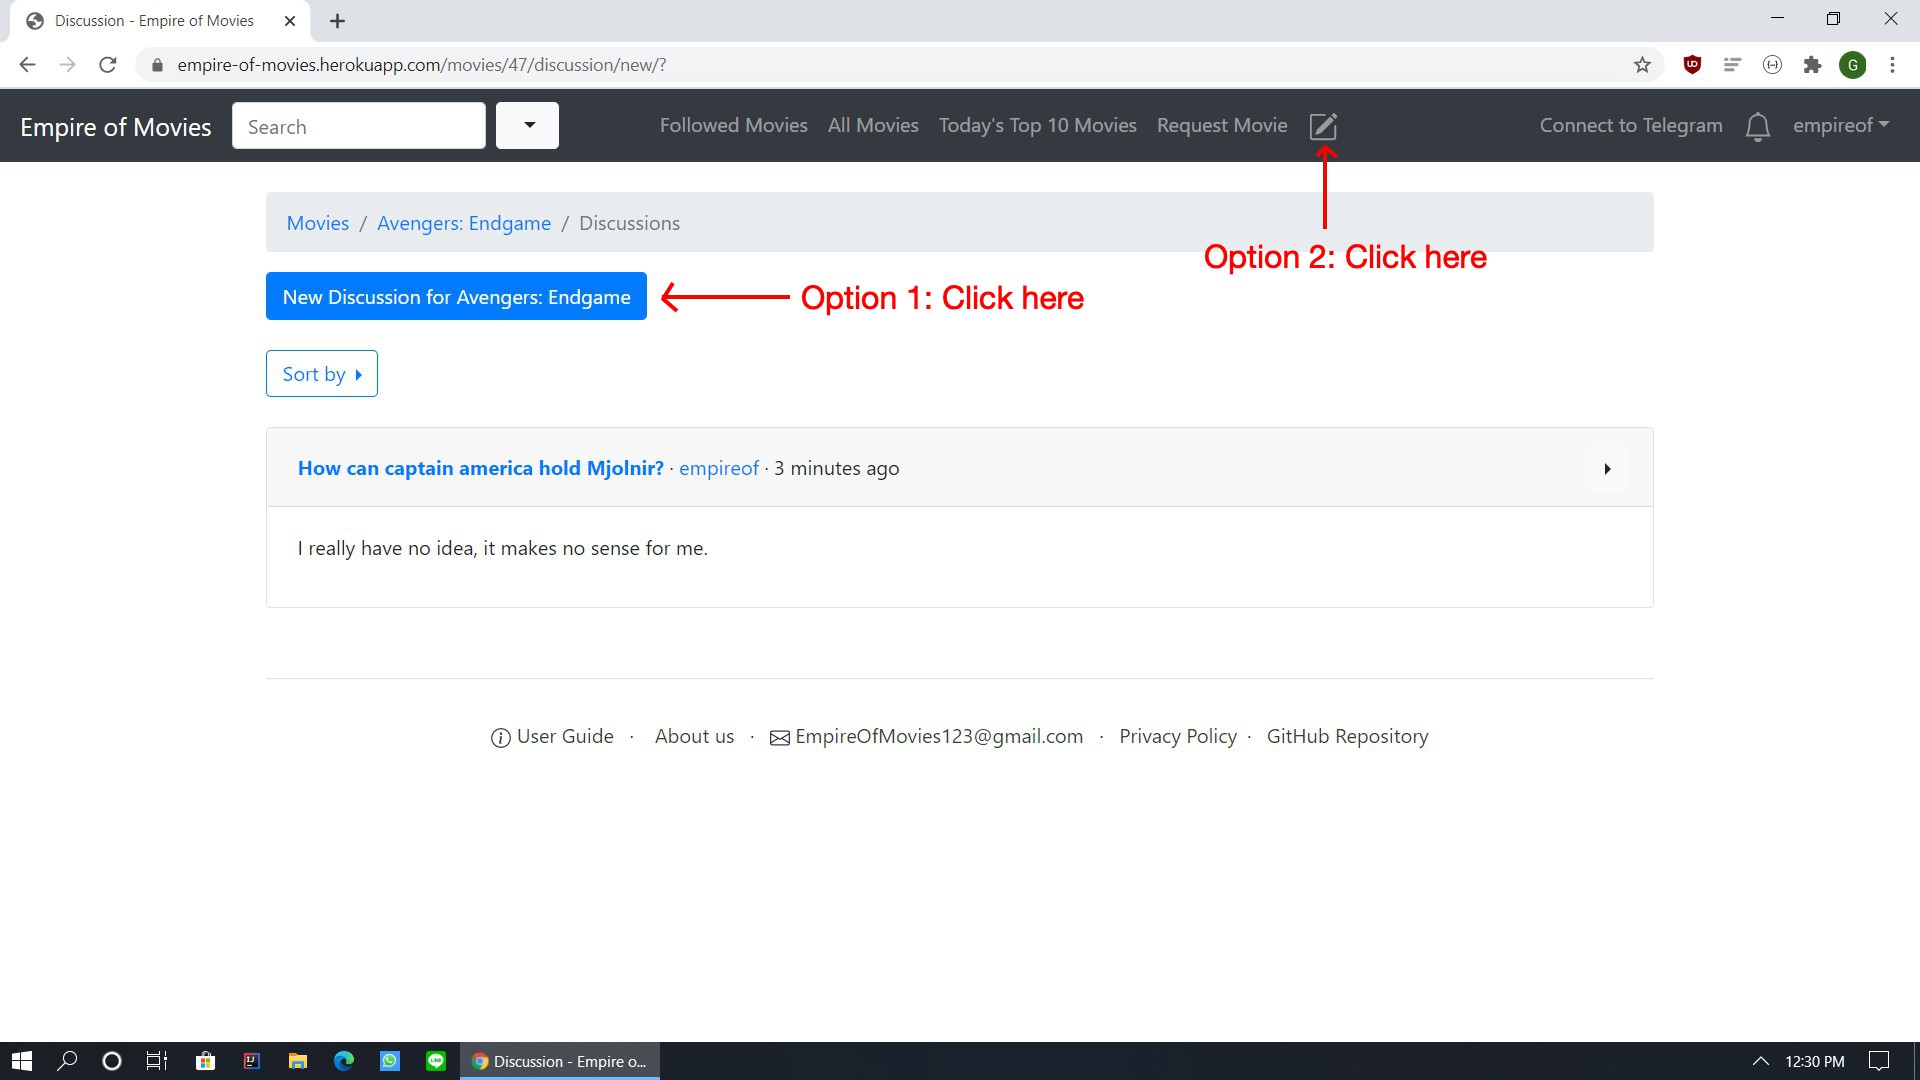 Discussion - Empire of Movies
empire-of-movies.herokuapp.com/movies/47/discussion/new/?
G
Empire of Movies Search Followed Movies All Movies Today's Top 10 Movies Request Movie Connect to Telegram empireof
Movies / Avengers: Endgame / Discussions
Option 2: Click here
New Discussion for Avengers: Endgame
Option 1: Click here
Sort by
How can captain america hold Mjolnir? · empireof · 3 minutes ago
I really have no idea, it makes no sense for me.
User Guide · About us · EmpireOfMovies123@gmail.com · Privacy Policy · GitHub Repository
Discussion - Empire o... 12:30 PM